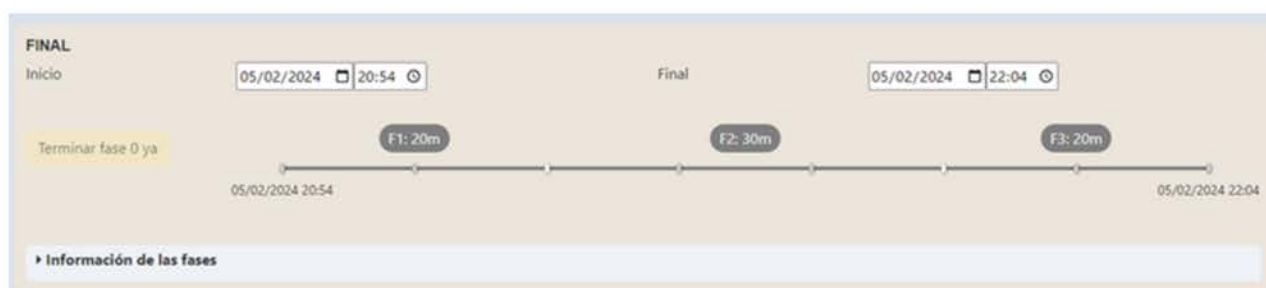 FINAL
Inicio 05/02/2024 20:54 Final 05/02/2024 22:04
Terminar fase 0 ya F1: 20m F2: 30m F3: 20m
05/02/2024 20:54 05/02/2024 22:04
Información de las fases